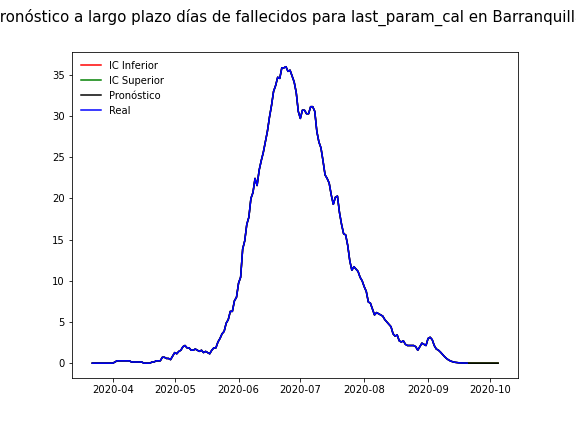 ronóstico a largo plazo días de fallecidos para last_param_cal en Barranquill
IC Inferior
IC Superior
Pronóstico
Real
35
30
25
20
15
10
5
0
2020-04 2020-05 2020-06 2020-07 2020-08 2020-09 2020-10